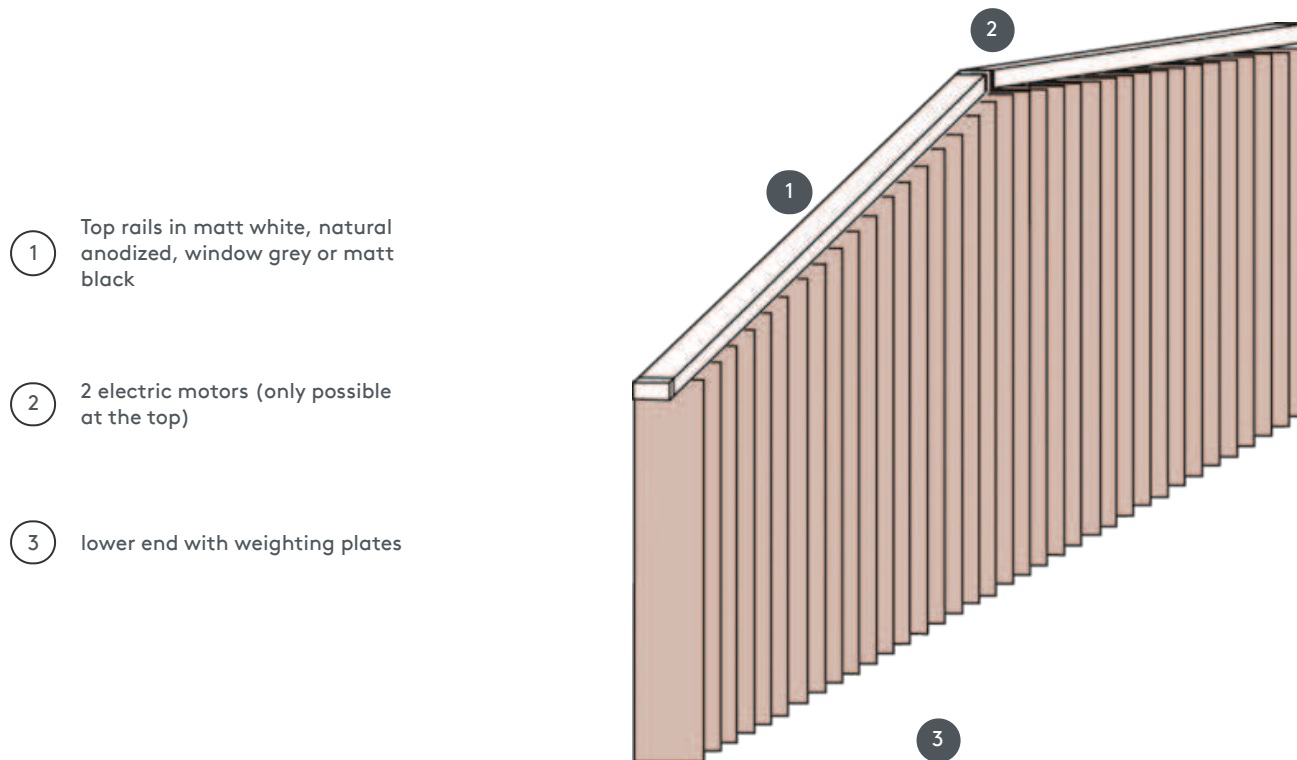 1
Top rails in matt white, natural
anodized, window grey or matt
black
2
2 electric motors (only possible
at the top)
3
lower end with weighting plates
2
1
3